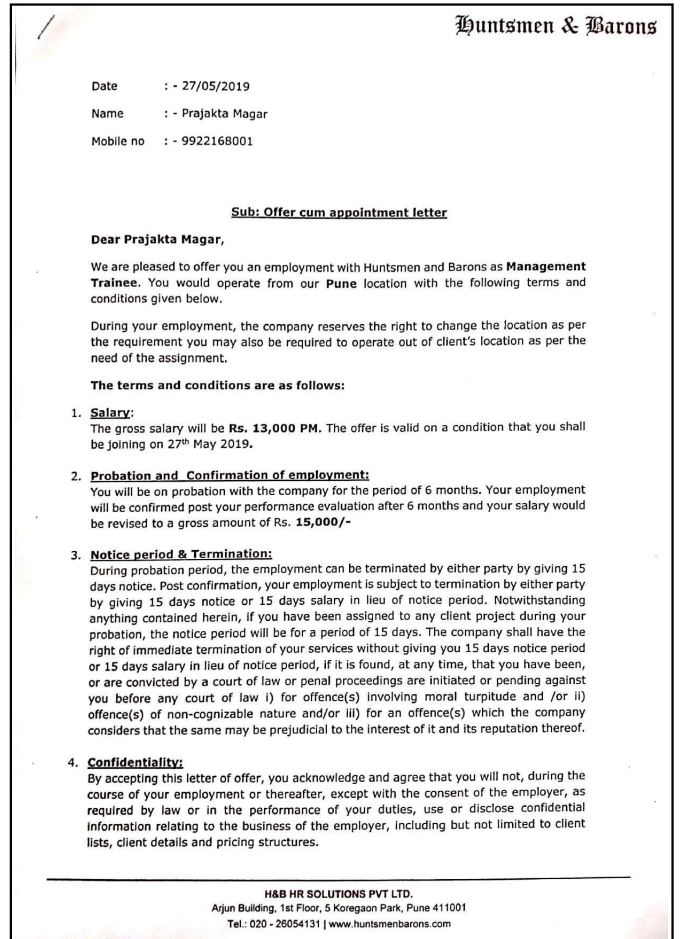 Huntsmen & Barons
Date : - 27/05/2019
Name : - Prajakta Magar
Mobile no : - 9922168001
Sub: Offer cum appointment letter
Dear Prajakta Magar,
We are pleased to offer you an employment with Huntsmen and Barons as Management
Trainee. You would operate from our Pune location with the following terms and
conditions given below.
During your employment, the company reserves the right to change the location as per
the requirement you may also be required to operate out of client's location as per the
need of the assignment.
The terms and conditions are as follows:
1. Salary:
The gross salary will be Rs. 13,000 PM. The offer is valid on a condition that you shall
be joining on 27th May 2019.
2. Probation and Confirmation of employment:
You will be on probation with the company for the period of 6 months. Your employment
will be confirmed post your performance evaluation after 6 months and your salary would
be revised to a gross amount of Rs. 15,000/-
3. Notice period & Termination:
During probation period, the employment can be terminated by either party by giving 15
days notice. Post confirmation, your employment is subject to termination by either party
by giving 15 days notice or 15 days salary in lieu of notice period. Notwithstanding
anything contained herein, if you have been assigned to any client project during your
probation, the notice period will be for a period of 15 days. The company shall have the
right of immediate termination of your services without giving you 15 days notice period
or 15 days salary in lieu of notice period, if it is found, at any time, that you have been,
or are convicted by a court of law or penal proceedings are initiated or pending against
you before any court of law i) for offence(s) involving moral turpitude and /or ii)
offence(s) of non-cognizable nature and/or iii) for an offence(s) which the company
considers that the same may be prejudicial to the interest of it and its reputation thereof.
4. Confidentiality:
By accepting this letter of offer, you acknowledge and agree that you will not, during the
course of your employment or thereafter, except with the consent of the employer, as
required by law or in the performance of your duties, use or disclose confidential
information relating to the business of the employer, including but not limited to client
lists, client details and pricing structures.
H&B HR SOLUTIONS PVT LTD.
Arjun Building, 1st Floor, 5 Koregaon Park, Pune 411001
Tel.: 020 - 26054131 | www.huntsmenbarons.com